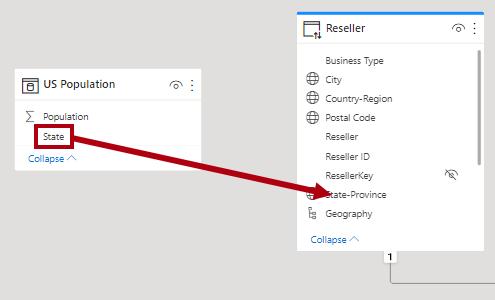 US Population
Population
State
Collapse
Reseller
Business Type
City
Country-Region
Postal Code
Reseller
Reseller ID
ResellerKey
State-Province
Geography
Collapse
1